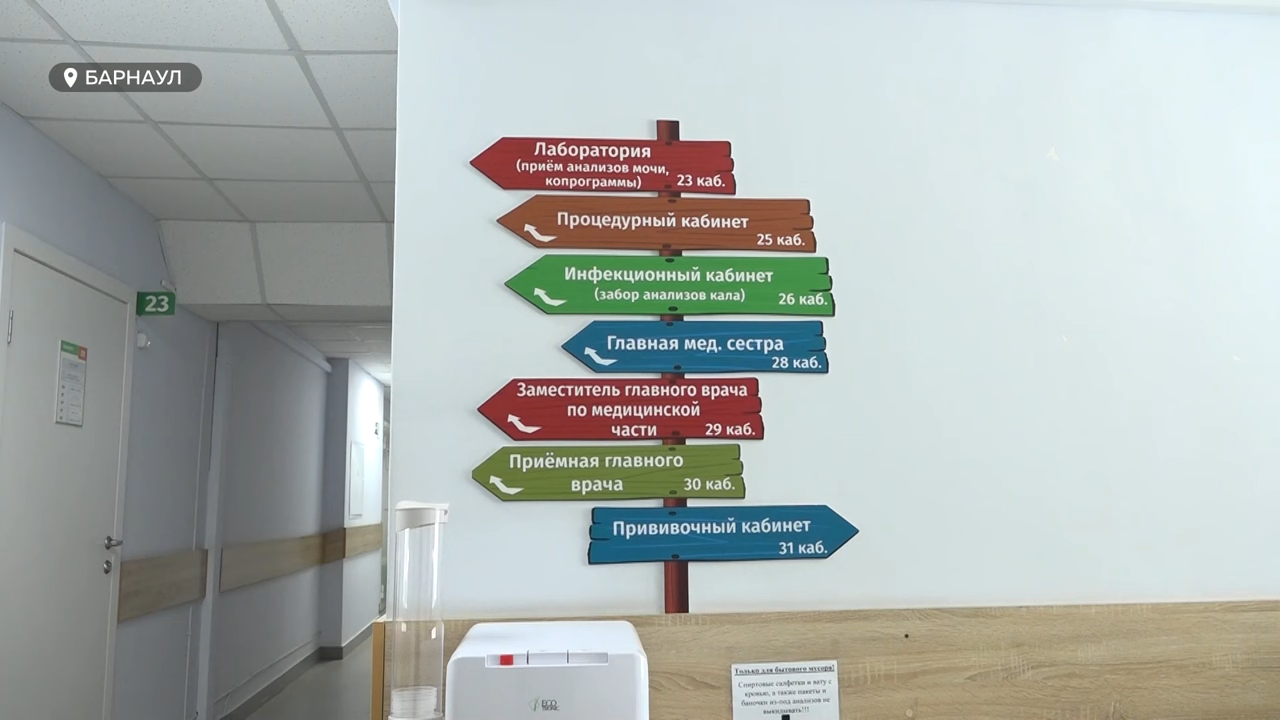 БАРНАУЛ
Лаборатория
(приём анализов мочи,
копрограммы) 23 каб.
Процедурный кабинет
25 каб.
Инфекционный кабинет
(забор анализов кала) 26 каб.
Главная мед. сестра
28 каб.
Заместитель главного врача
по медицинской
части 29 каб.
Приёмная главного
врача 30 каб.
Прививочный кабинет
31 каб.
23
Только для бытового мусора!
Спиртовые салфетки и вату с
кровью, а также пакеты и
баночки из-под анализов не
выкидывать!!!
ECO